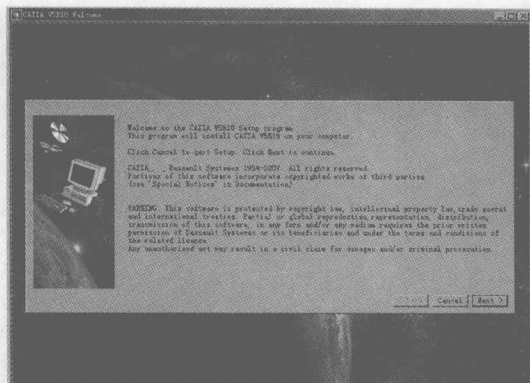 CATIA V5R18 Welcome
Welcome to the CATIA V5R18 Setup program
This program will install CATIA V5R18 on your computer.
Click Cancel to quit Setup. Click Next to continue.
CATIA Dassault Systemes 1994-2007. All rights reserved.
Portions of this software incorporate copyrighted works of third parties.
(see "Special Notices" in Documentation)
WARNING: This software is protected by copyright law, intellectual property law, trade secret
and international treaties. Partial or global reproduction, representation, distribution,
transmission of this software, in any form and/or any medium requires the prior written
permission of Dassault Systemes or its beneficiaries and under the terms and conditions of
the related licence.
Any unauthorized act may result in a civil claim for damages and/or criminal prosecution.
Cancel
Next >